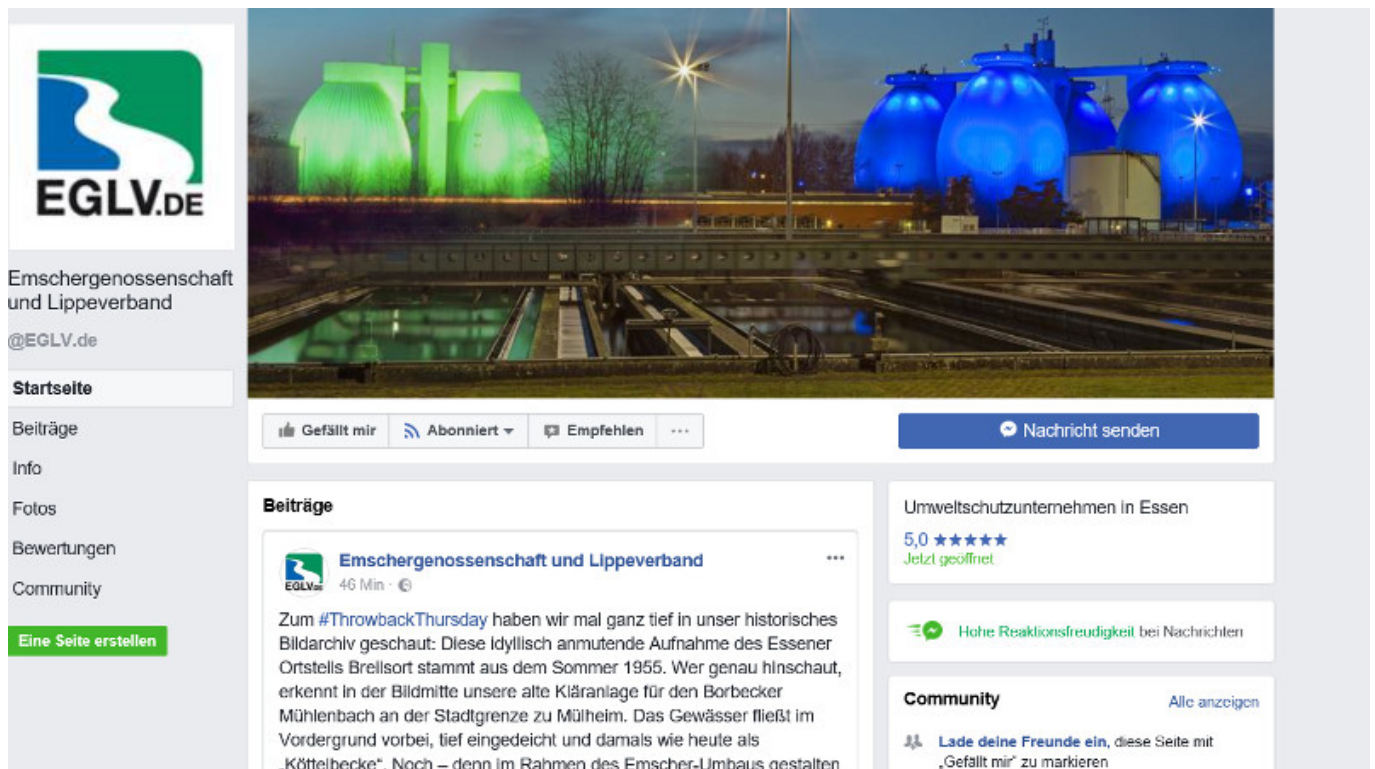 EGLV.DE
Emschergenossenschaft
und Lippeverband
@EGLV.de
Startseite
Beiträge
Info
Fotos
Bewertungen
Community
Eine Seite erstellen
Gefällt mir
Abonniert
Empfehlen
...
Nachricht senden
Beiträge
EGLV.DE
Emschergenossenschaft und Lippeverband
...
46 Min ·
Zum #ThrowbackThursday haben wir mal ganz tief in unser historisches
Bildarchiv geschaut: Diese idyllisch anmutende Aufnahme des Essener
Ortsteils Breilsort stammt aus dem Sommer 1955. Wer genau hinschaut,
erkennt in der Bildmitte unsere alte Kläranlage für den Borbecker
Mühlenbach an der Stadtgrenze zu Mülheim. Das Gewässer fließt im
Vordergrund vorbei, tief eingedeicht und damals wie heute als
„Köttelbecke“. Noch – denn im Rahmen des Emscher-Umbaus gestalten
Umweltschutzunternehmen in Essen
5,0 ★★★★★
Jetzt geöffnet
Hohe Reaktionsfreudigkeit bei Nachrichten
Community
Alle anzeigen
Lade deine Freunde ein, diese Seite mit
„Gefällt mir“ zu markieren